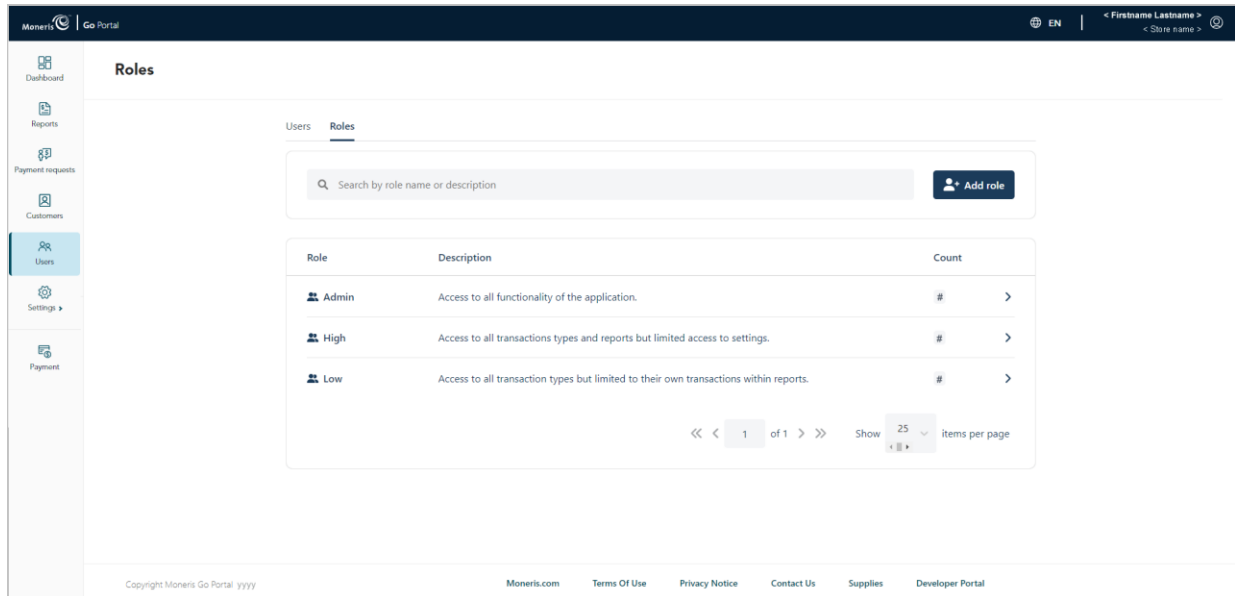 Moneris Go Portal
EN
< Firstname Lastname >
< Store name >
Dashboard
Reports
Payment requests
Customers
Users
Settings
Payment
Roles
Users Roles
Search by role name or description
Add role
Role Description Count
Admin Access to all functionality of the application. #
High Access to all transactions types and reports but limited access to settings. #
Low Access to all transaction types but limited to their own transactions within reports. #
1 of 1 Show 25 items per page
Copyright Moneris Go Portal yyyy
Moneris.com Terms Of Use Privacy Notice Contact Us Supplies Developer Portal